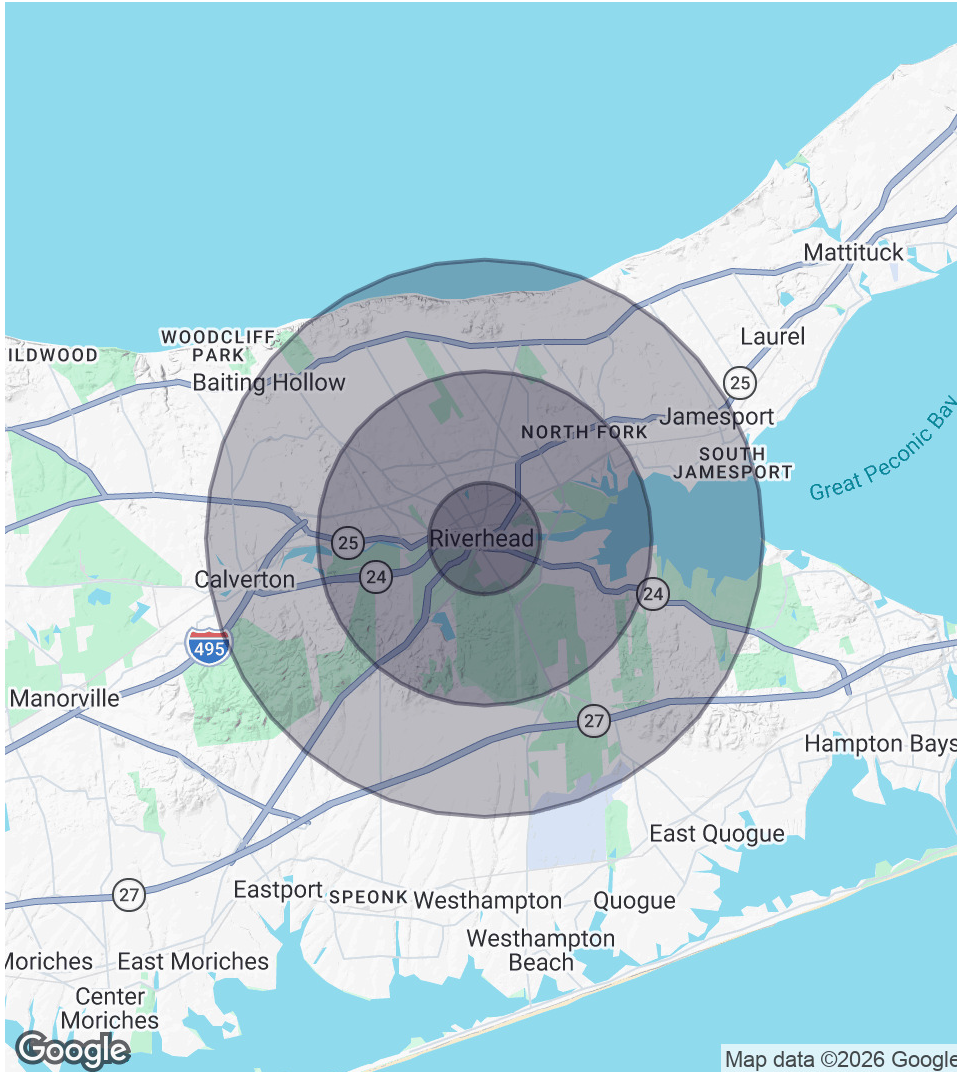 Mattituck
Laurel
WOODCLIFF
PARK
ILDWOOD
Baiting Hollow
25
Jamesport
NORTH FORK
SOUTH
JAMESPORT
Great Peconic Bay
Riverhead
25
24
Calverton
24
495
Manorville
27
Hampton Bays
East Quogue
27
Eastport
SPEONK
Westhampton
Quogue
Westhampton
Beach
Moriches
East Moriches
Center
Moriches
Google
Map data ©2026 Google